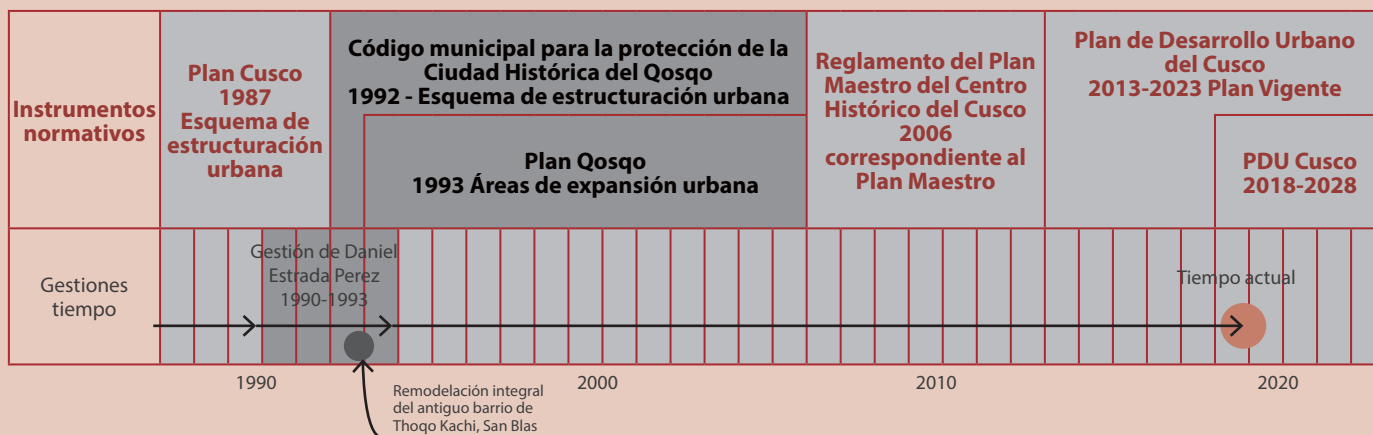 Instrumentos
normativos
Plan Cusco
1987
Esquema de
estructuración
urbana
Código municipal para la protección de la
Ciudad Histórica del Qosqo
1992 - Esquema de estructuración urbana
Plan Qosqo
1993 Áreas de expansión urbana
Reglamento del Plan
Maestro del Centro
Histórico del Cusco
2006
correspondiente al
Plan Maestro
Plan de Desarrollo Urbano
del Cusco
2013-2023 Plan Vigente
PDU Cusco
2018-2028
Gestiones
tiempo
Gestión de Daniel
Estrada Perez
1990-1993
Tiempo actual
1990
2000
2010
2020
Remodelación integral
del antiguo barrio de
Thoqo Kachi, San Blas